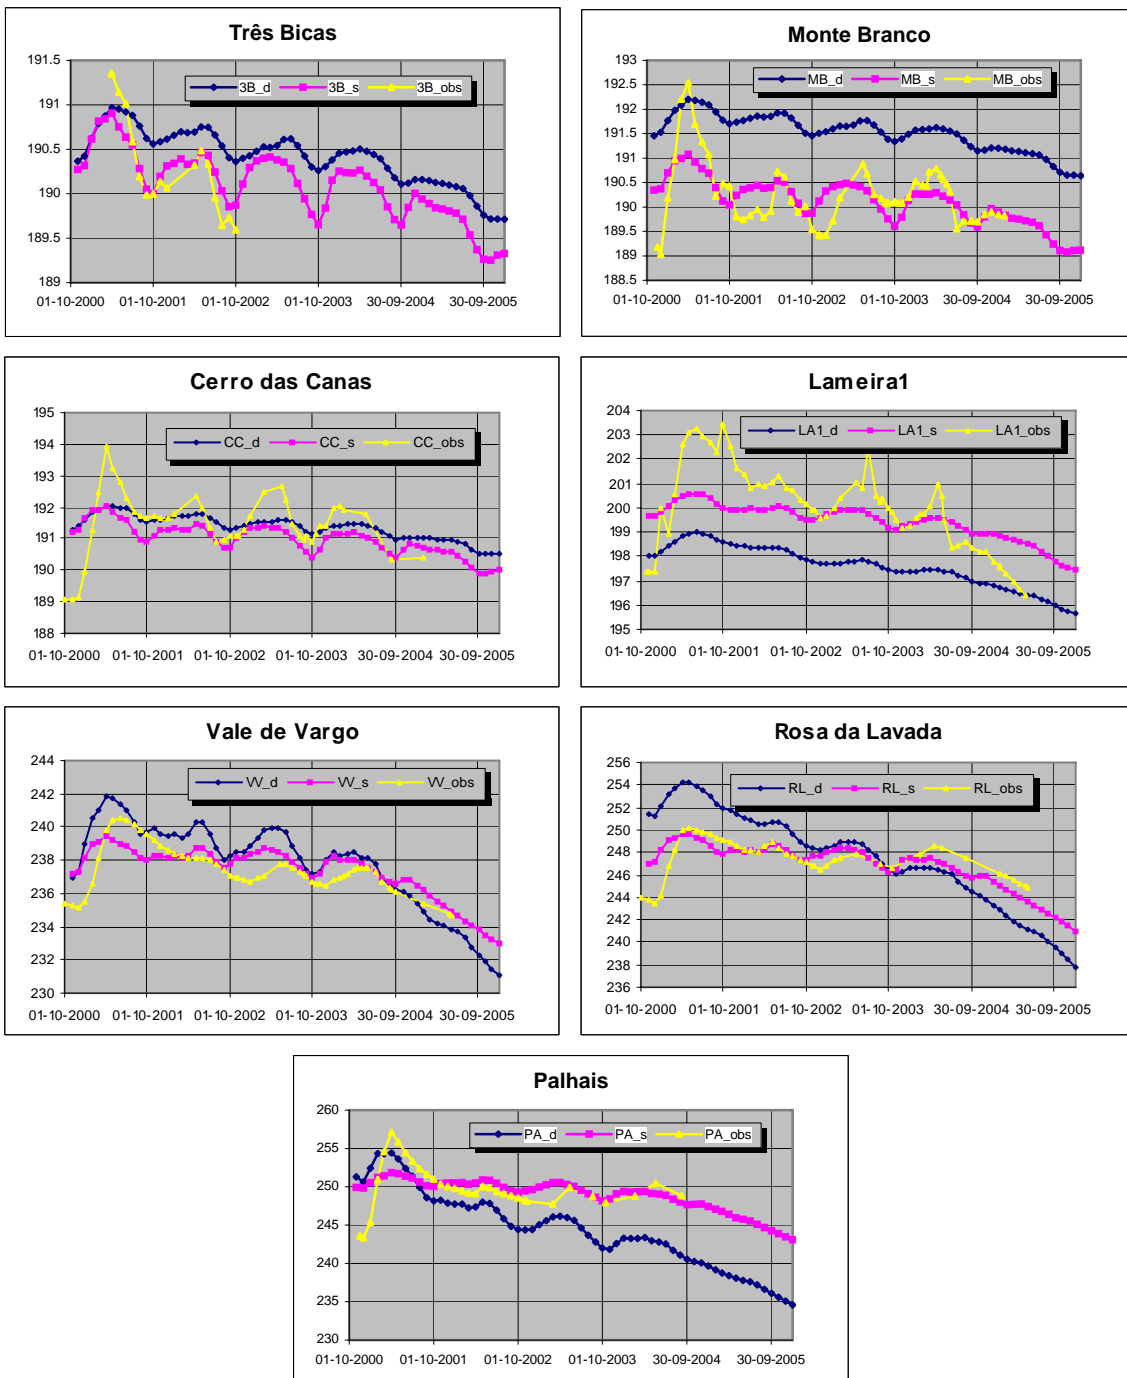 Três Bicas
3B_d 3B_s 3B_obs
191.5
191
190.5
190
189.5
189
01-10-2000 01-10-2001 01-10-2002 01-10-2003 30-09-2004 30-09-2005
Monte Branco
MB_d MB_s MB_obs
193
192.5
192
191.5
191
190.5
190
189.5
189
188.5
01-10-2000 01-10-2001 01-10-2002 01-10-2003 30-09-2004 30-09-2005
Cerro das Canas
CC_d CC_s CC_obs
195
194
193
192
191
190
189
188
01-10-2000 01-10-2001 01-10-2002 01-10-2003 30-09-2004 30-09-2005
Lameira1
LA1_d LA1_s LA1_obs
204
203
202
201
200
199
198
197
196
195
01-10-2000 01-10-2001 01-10-2002 01-10-2003 30-09-2004 30-09-2005
Vale de Vargo
VV_d VV_s VV_obs
244
242
240
238
236
234
232
230
01-10-2000 01-10-2001 01-10-2002 01-10-2003 30-09-2004 30-09-2005
Rosa da Lavada
RL_d RL_s RL_obs
256
254
252
250
248
246
244
242
240
238
236
01-10-2000 01-10-2001 01-10-2002 01-10-2003 30-09-2004 30-09-2005
Palhais
PA_d PA_s PA_obs
260
255
250
245
240
235
230
01-10-2000 01-10-2001 01-10-2002 01-10-2003 30-09-2004 30-09-2005